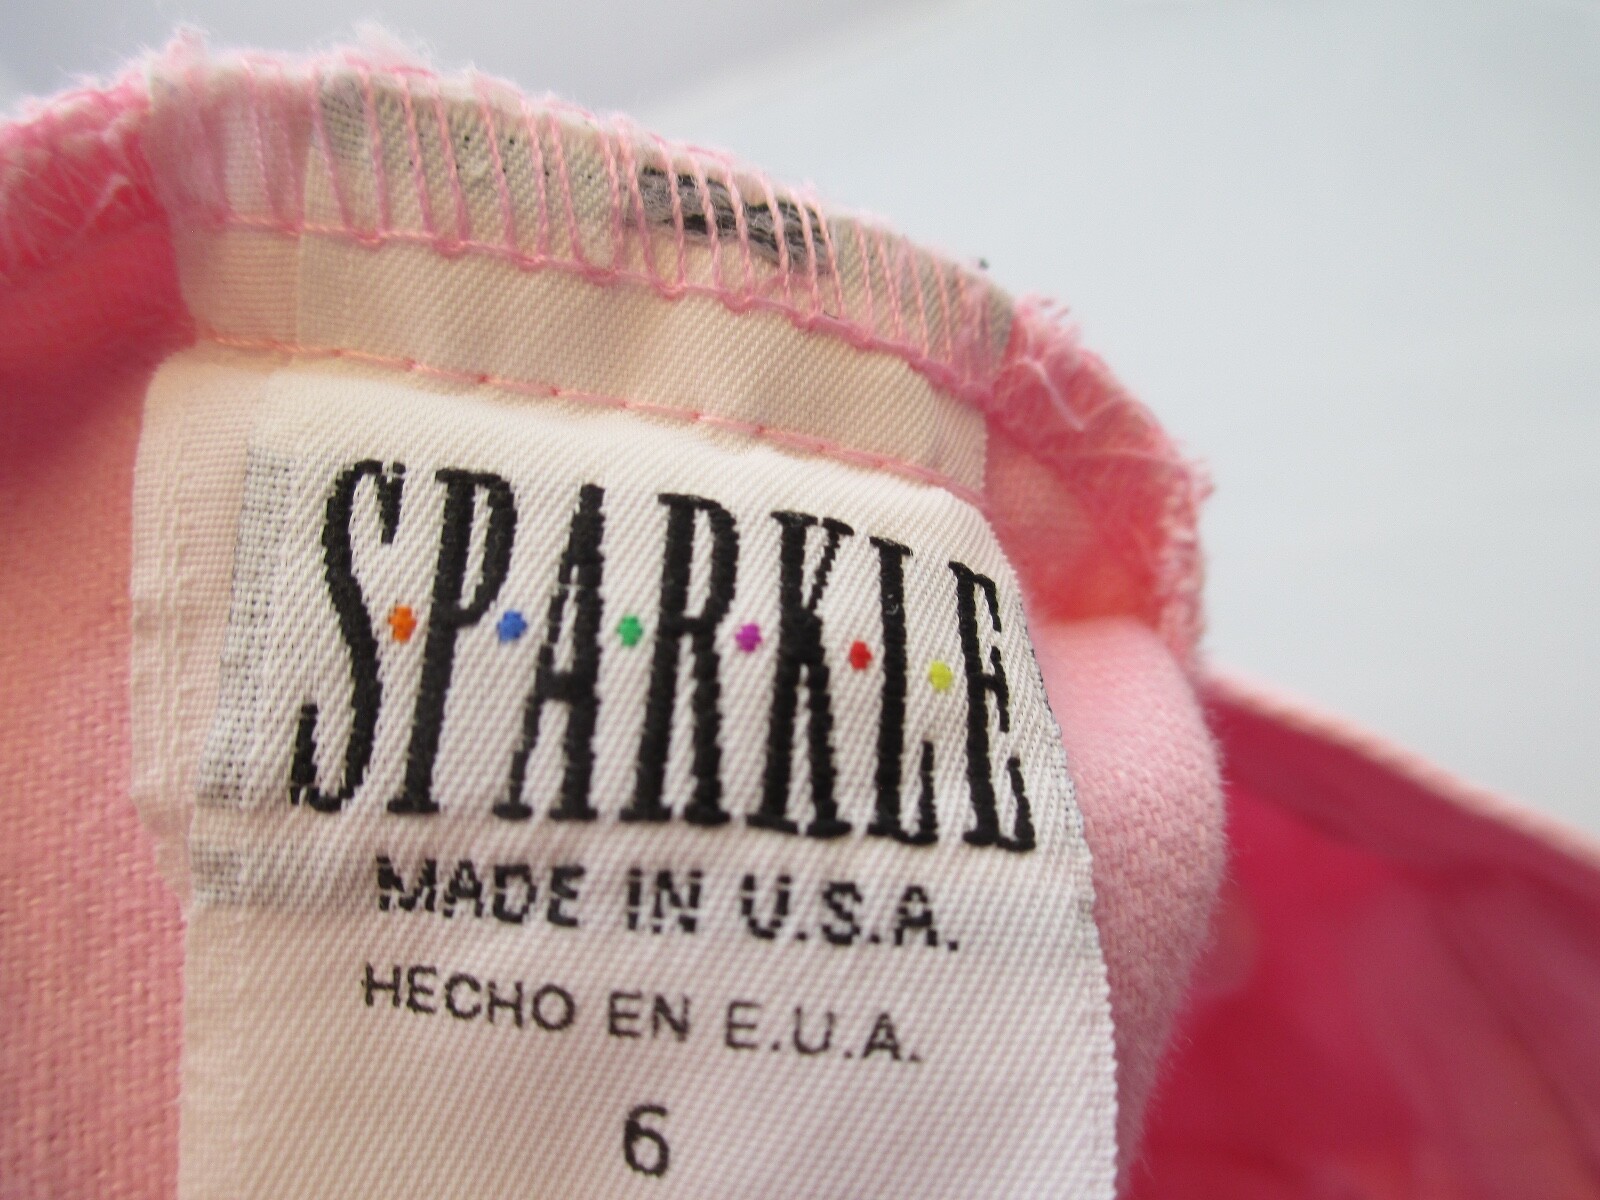 S·P·A·R·K·L·E
MADE IN U.S.A.
HECHO EN E.U.A.
6